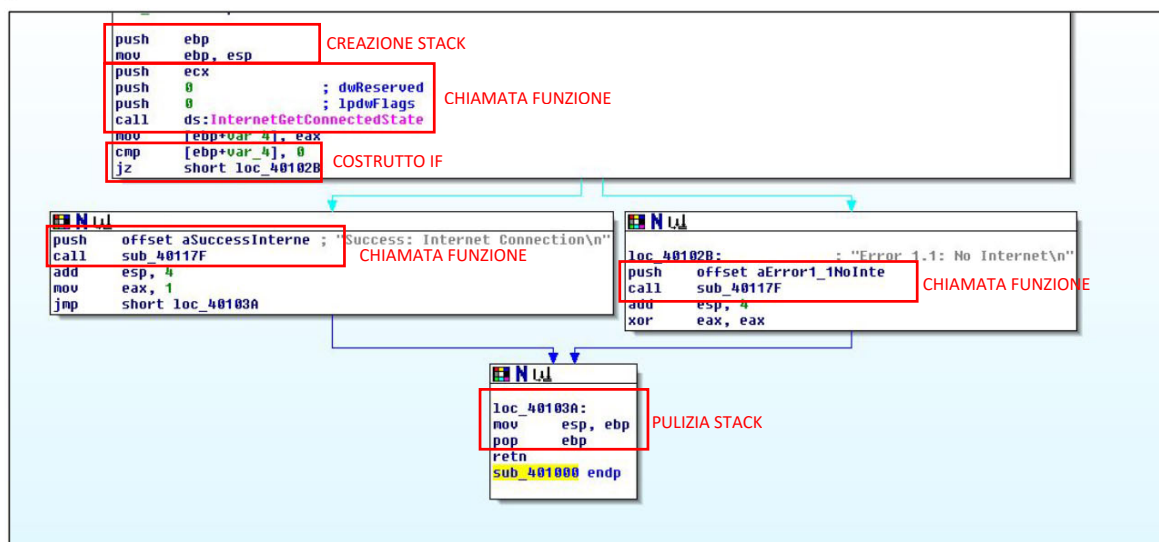 push ebp
mov ebp, esp
CREAZIONE STACK
push ecx
push 0 ; dwReserved
push 0 ; lpdwFlags
call ds:InternetGetConnectedState
CHIAMATA FUNZIONE
mov [ebp+var_4], eax
cmp [ebp+var_4], 0
jz short loc_40102B
COSTRUTTO IF
push offset aSuccessInterne ; "Success: Internet Connection\n"
call sub_40117F
CHIAMATA FUNZIONE
add esp, 4
mov eax, 1
jmp short loc_40103A
loc_40102B: ; "Error 1.1: No Internet\n"
push offset aError1_1NoInte
call sub_40117F
CHIAMATA FUNZIONE
add esp, 4
xor eax, eax
loc_40103A:
mov esp, ebp
pop ebp
PULIZIA STACK
retn
sub_401000 endp